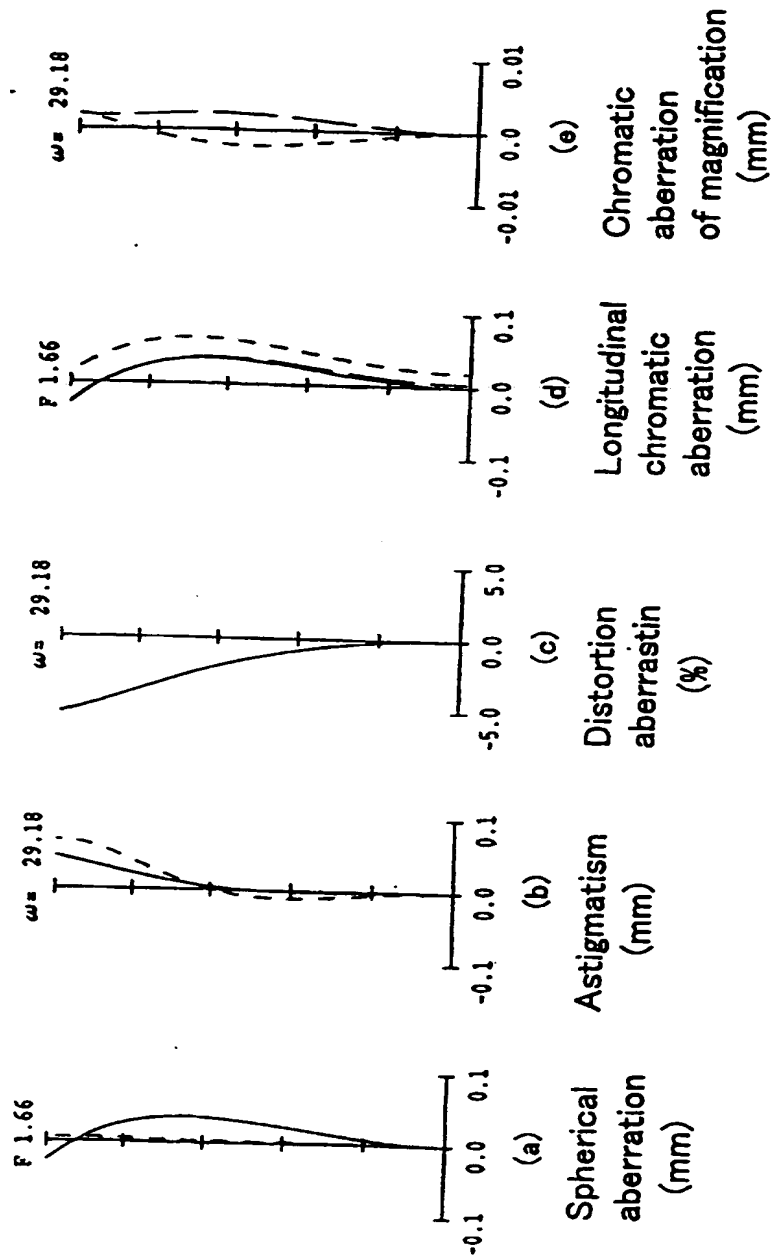 F 1.66
-0.1 0.0 0.1
(a)
Spherical
aberration
(mm)
ω= 29.18
-0.1 0.0 0.1
(b)
Astigmatism
(mm)
ω= 29.18
-5.0 0.0 5.0
(c)
Distortion
aberrastin
(%)
F 1.66
-0.1 0.0 0.1
(d)
Longitudinal
chromatic
aberration
(mm)
ω= 29.18
-0.01 0.0 0.01
(e)
Chromatic
aberration
of magnification
(mm)